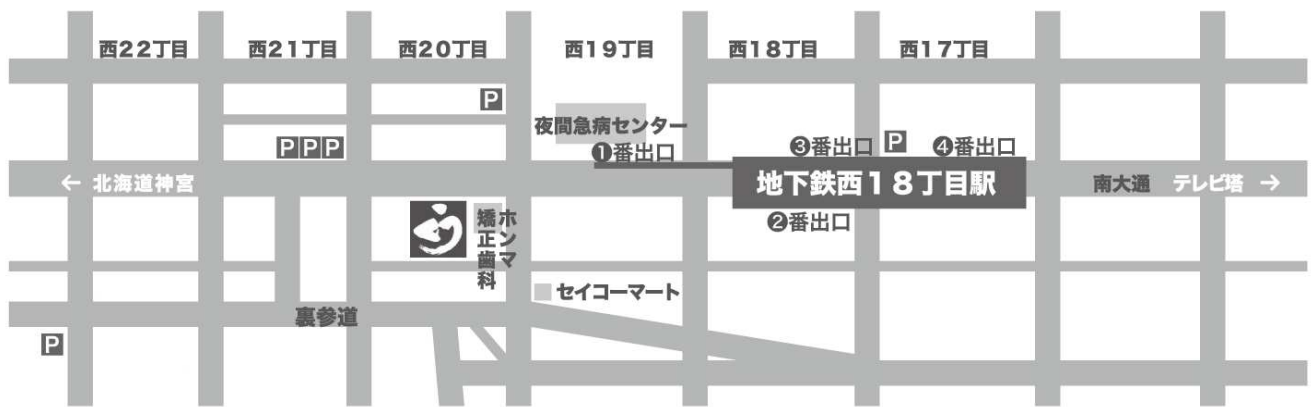 西22丁目
西21丁目
西20丁目
西19丁目
西18丁目
西17丁目
P
夜間急病センター
PPP
❶番出口
❸番出口
P
❹番出口
← 北海道神宮
地下鉄西18丁目駅
南大通
テレビ塔 →
❷番出口
う
ホンマ
矯正歯科
セイコーマート
裏参道
P